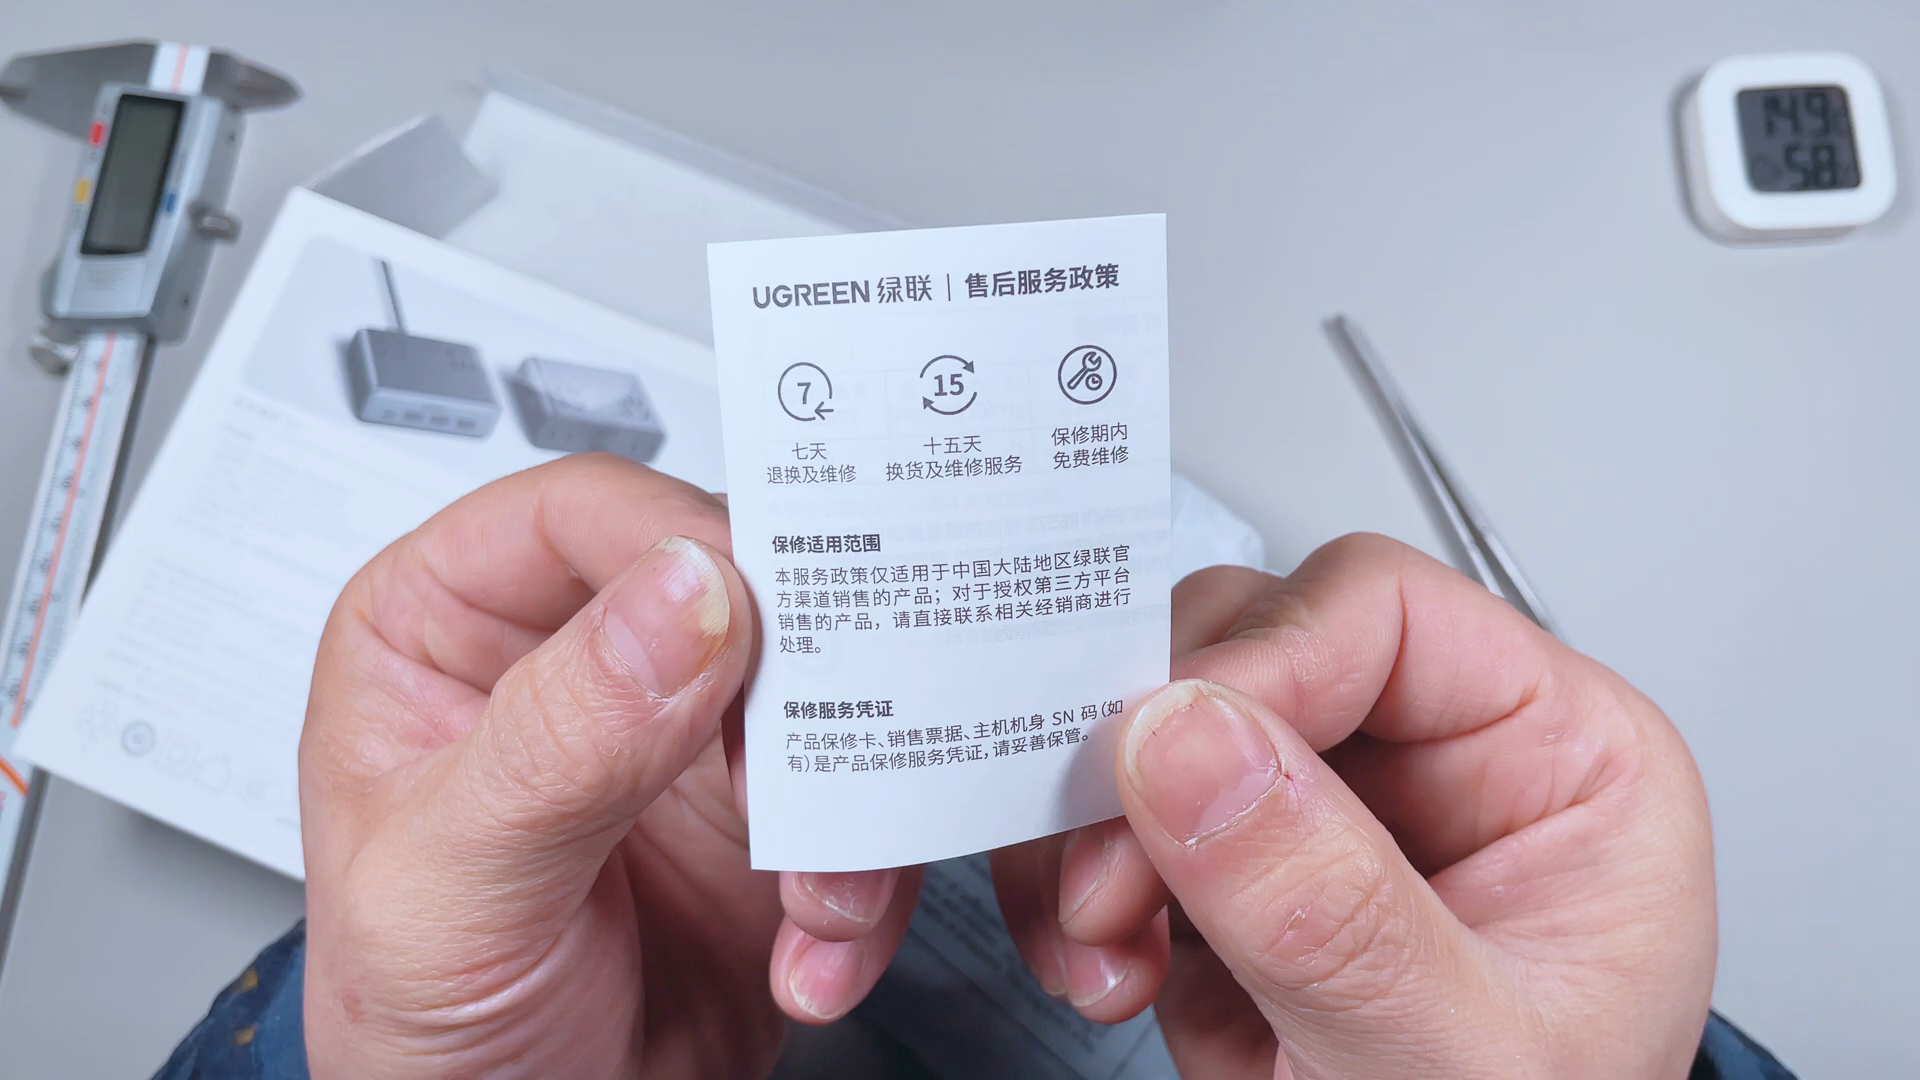 UGREEN 绿联 | 售后服务政策
7
15
七天
退换及维修
十五天
换货及维修服务
保修期内
免费维修
保修适用范围
本服务政策仅适用于中国大陆地区绿联官
方渠道销售的产品；对于授权第三方平台
销售的产品，请直接联系相关经销商进行
处理。
保修服务凭证
产品保修卡、销售票据、主机机身 SN 码（如
有）是产品保修服务凭证，请妥善保管。
58